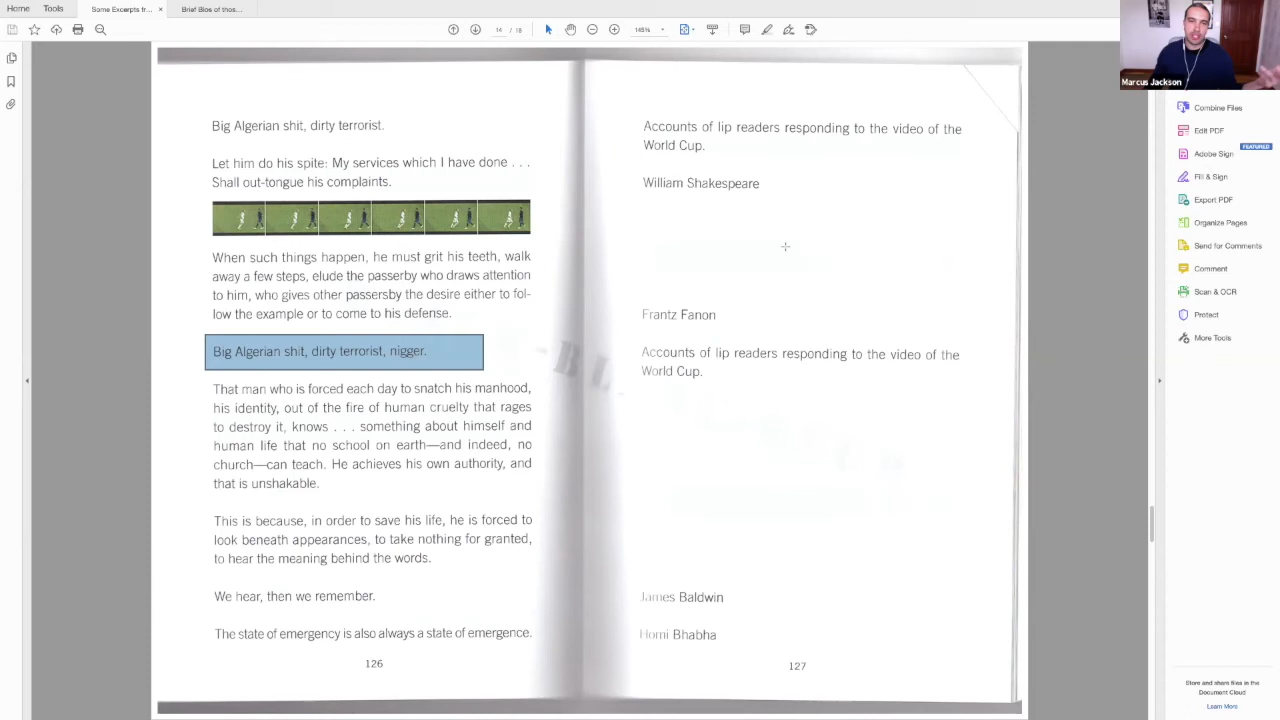 Home
Tools
Some Excerpts fr...
×
Brief Bios of thos...
14 / 18
145%
Marcus Jackson
Big Algerian shit, dirty terrorist.
Let him do his spite: My services which I have done . . .
Shall out-tongue his complaints.
When such things happen, he must grit his teeth, walk
away a few steps, elude the passerby who draws attention
to him, who gives other passersby the desire either to fol-
low the example or to come to his defense.
Big Algerian shit, dirty terrorist, nigger.
That man who is forced each day to snatch his manhood,
his identity, out of the fire of human cruelty that rages
to destroy it, knows . . . something about himself and
human life that no school on earth—and indeed, no
church—can teach. He achieves his own authority, and
that is unshakable.
This is because, in order to save his life, he is forced to
look beneath appearances, to take nothing for granted,
to hear the meaning behind the words.
We hear, then we remember.
The state of emergency is also always a state of emergence.
126
Accounts of lip readers responding to the video of the
World Cup.
William Shakespeare
Frantz Fanon
Accounts of lip readers responding to the video of the
World Cup.
James Baldwin
Homi Bhabha
127
Combine Files
Edit PDF
Adobe Sign
FEATURED
Fill & Sign
Export PDF
Organize Pages
Send for Comments
Comment
Scan & OCR
Protect
More Tools
Store and share files in the
Document Cloud
Learn More